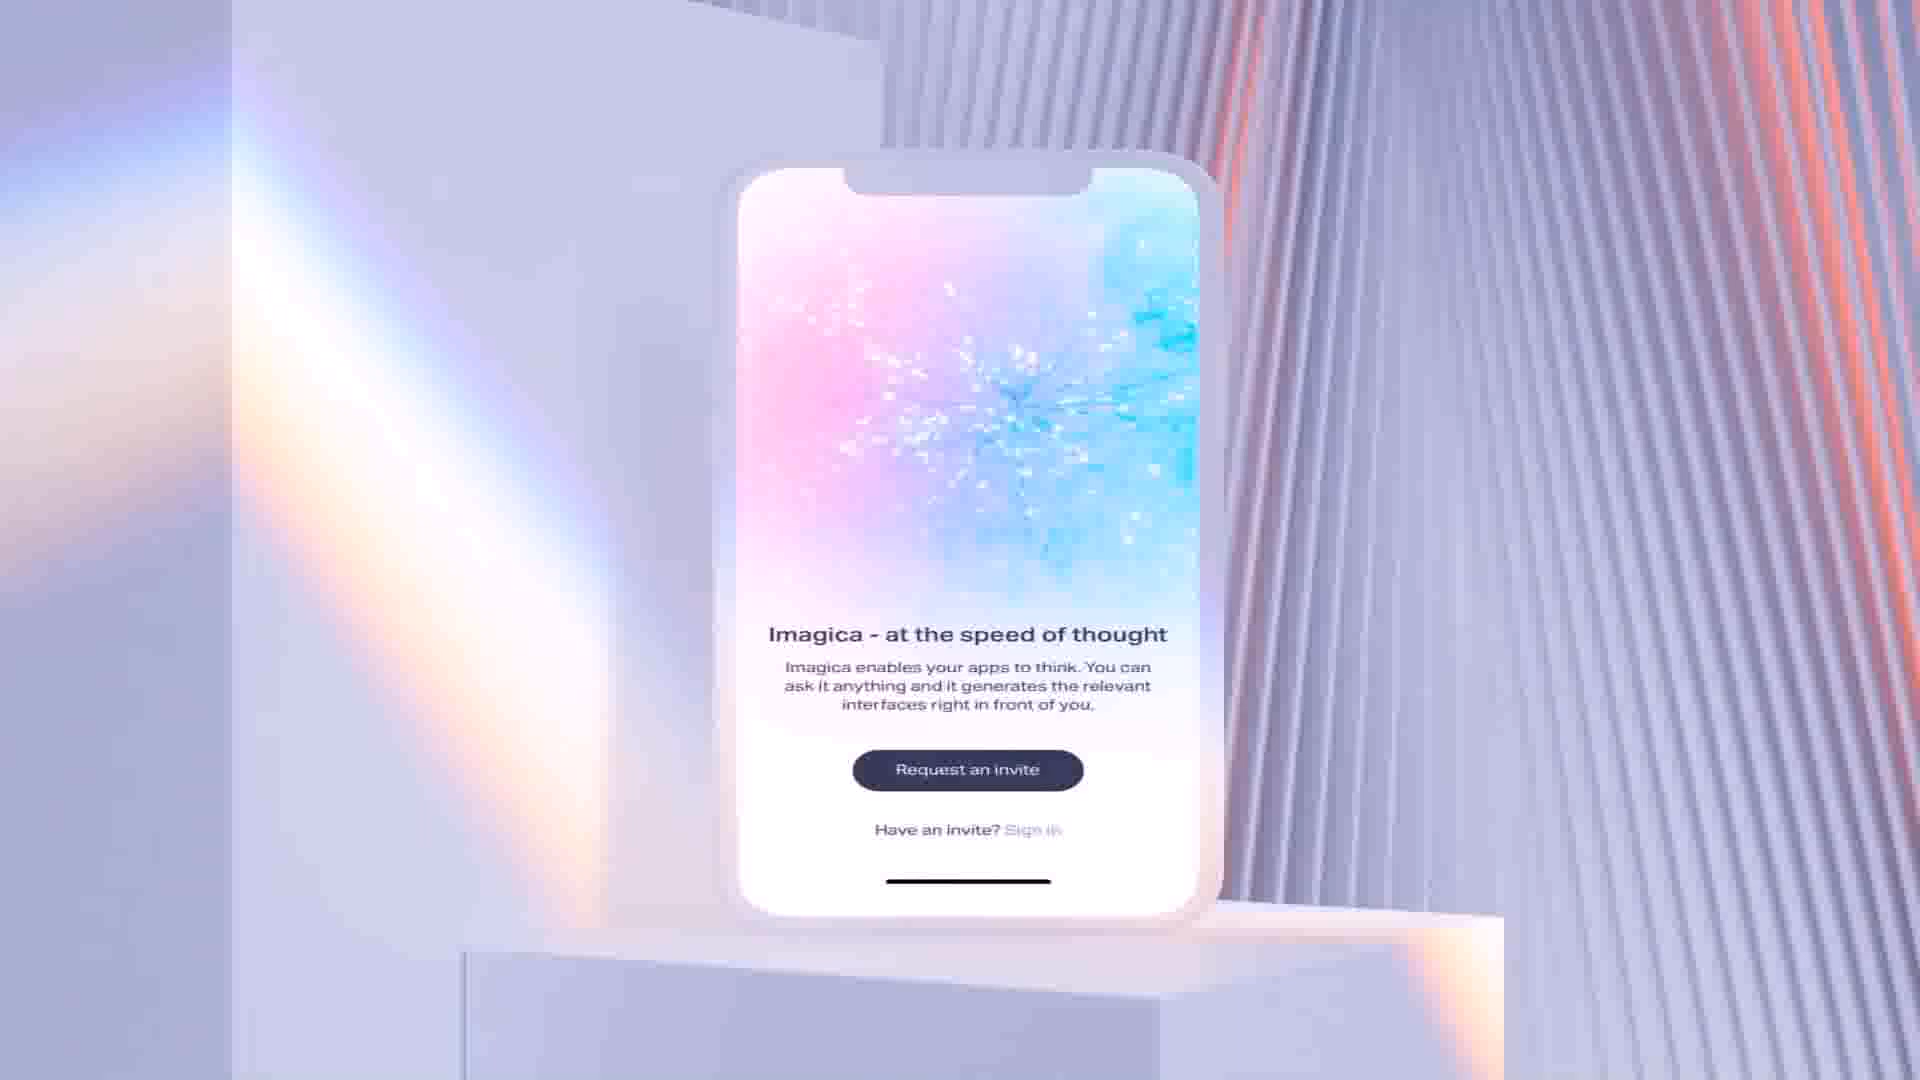 Imagica - at the speed of thought
Imagica enables your apps to think. You can
ask it anything and it generates the relevant
interfaces right in front of you.
Request an invite
Have an invite? Sign in